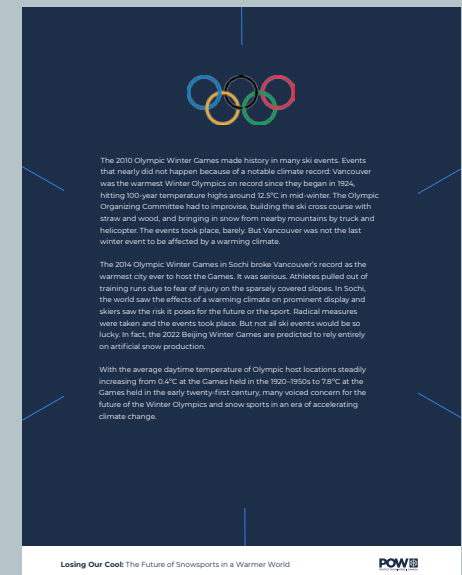 The 2010 Olympic Winter Games made history in many ski events. Events
that nearly did not happen because of a notable climate record: Vancouver
was the warmest Winter Olympics on record since they began in 1924,
hitting 100-year temperature highs around 12.5ºC in mid-winter. The Olympic
Organizing Committee had to improvise, building the ski cross course with
straw and wood, and bringing in snow from nearby mountains by truck and
helicopter. The events took place, barely. But Vancouver was not the last
winter event to be affected by a warming climate.
The 2014 Olympic Winter Games in Sochi broke Vancouver's record as the
warmest city ever to host the Games. It was serious. Athletes pulled out of
training runs due to fear of injury on the sparsely covered slopes. In Sochi,
the world saw the effects of a warming climate on prominent display and
skiers saw the risk it poses for the future or the sport. Radical measures
were taken and the events took place. But not all ski events would be so
lucky. In fact, the 2022 Beijing Winter Games are predicted to rely entirely
on artificial snow production.
With the average daytime temperature of Olympic host locations steadily
increasing from 0.4ºC at the Games held in the 1920–1950s to 7.8ºC at the
Games held in the early twenty-first century, many voiced concern for the
future of the Winter Olympics and snow sports in an era of accelerating
climate change.
Losing Our Cool: The Future of Snowsports in a Warmer World
POW